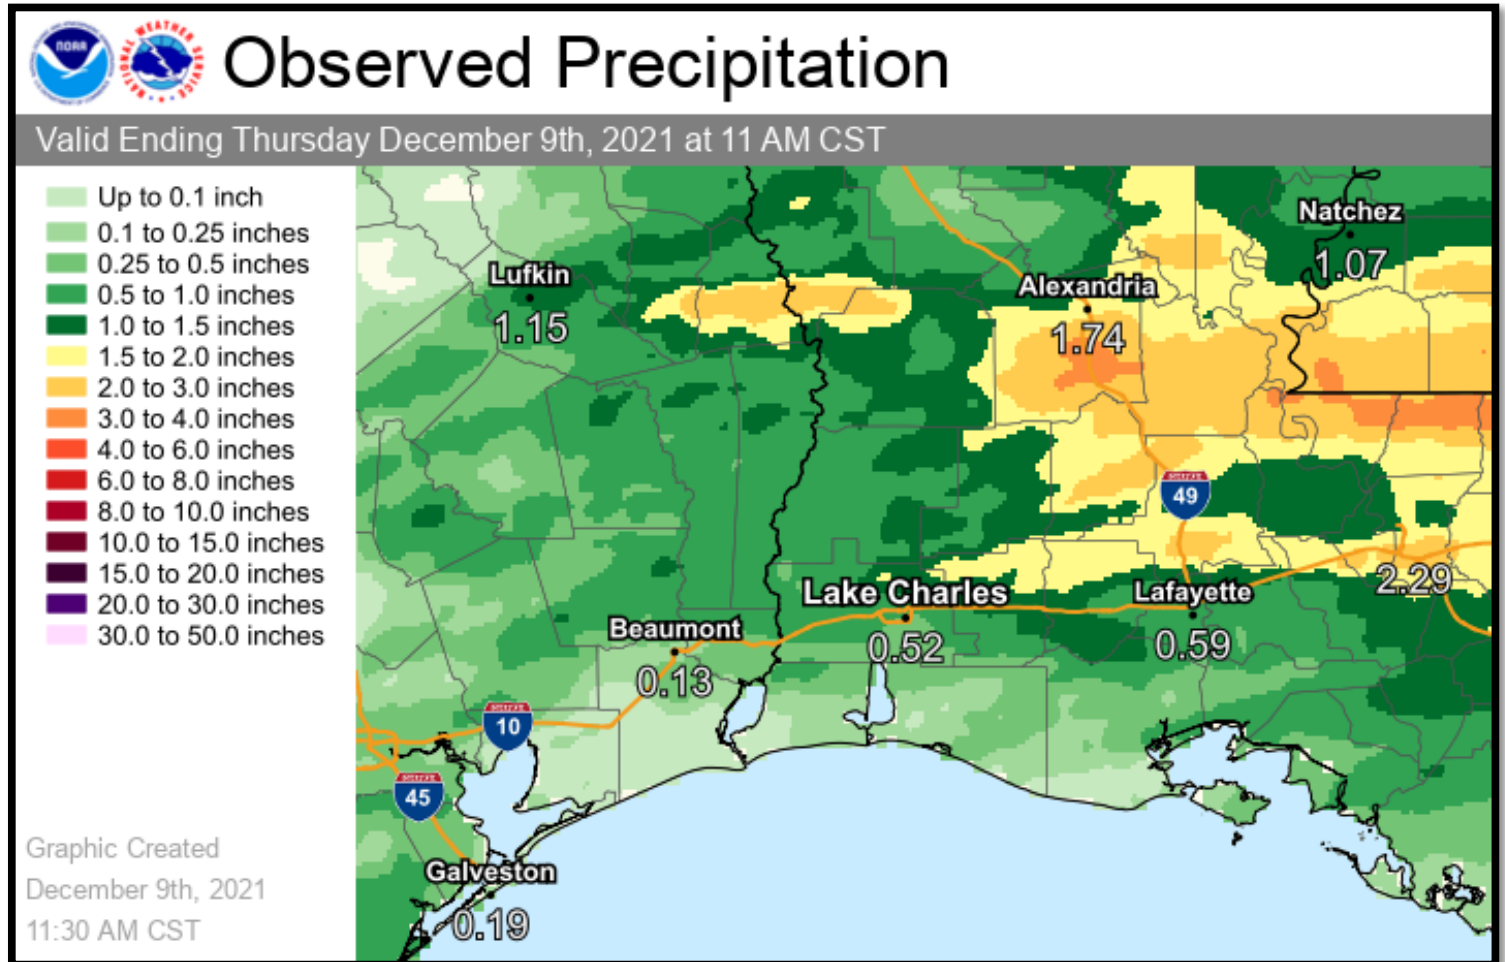 NOAA
NATIONAL WEATHER SERVICE
Observed Precipitation
Valid Ending Thursday December 9th, 2021 at 11 AM CST
Up to 0.1 inch
0.1 to 0.25 inches
0.25 to 0.5 inches
0.5 to 1.0 inches
1.0 to 1.5 inches
1.5 to 2.0 inches
2.0 to 3.0 inches
3.0 to 4.0 inches
4.0 to 6.0 inches
6.0 to 8.0 inches
8.0 to 10.0 inches
10.0 to 15.0 inches
15.0 to 20.0 inches
20.0 to 30.0 inches
30.0 to 50.0 inches
Graphic Created
December 9th, 2021
11:30 AM CST
Natchez
1.07
Lufkin
1.15
Alexandria
1.74
49
2.29
Lake Charles
0.52
Lafayette
0.59
Beaumont
0.13
10
45
Galveston
0.19